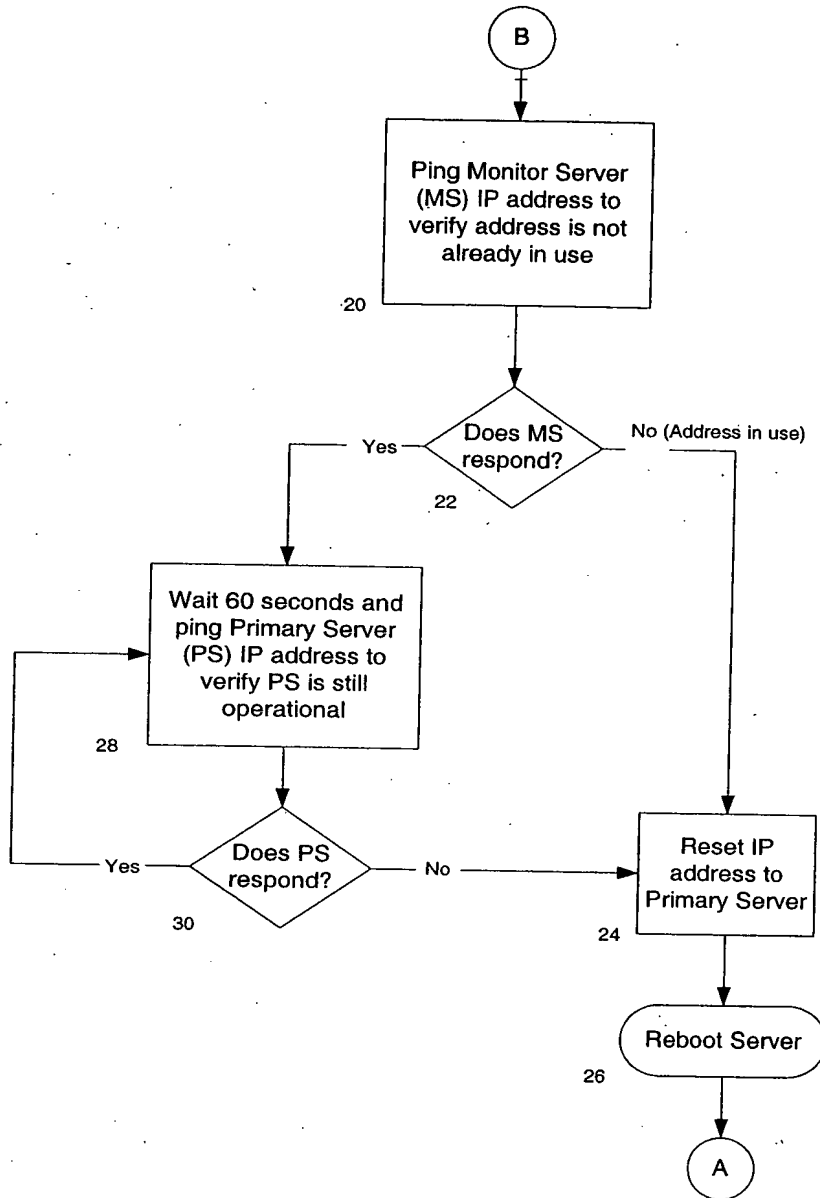 B
Ping Monitor Server
(MS) IP address to
verify address is not
already in use
20
Does MS
respond?
Yes
No (Address in use)
22
Wait 60 seconds and
ping Primary Server
(PS) IP address to
verify PS is still
operational
28
Does PS
respond?
Yes
No
30
Reset IP
address to
Primary Server
24
Reboot Server
26
A